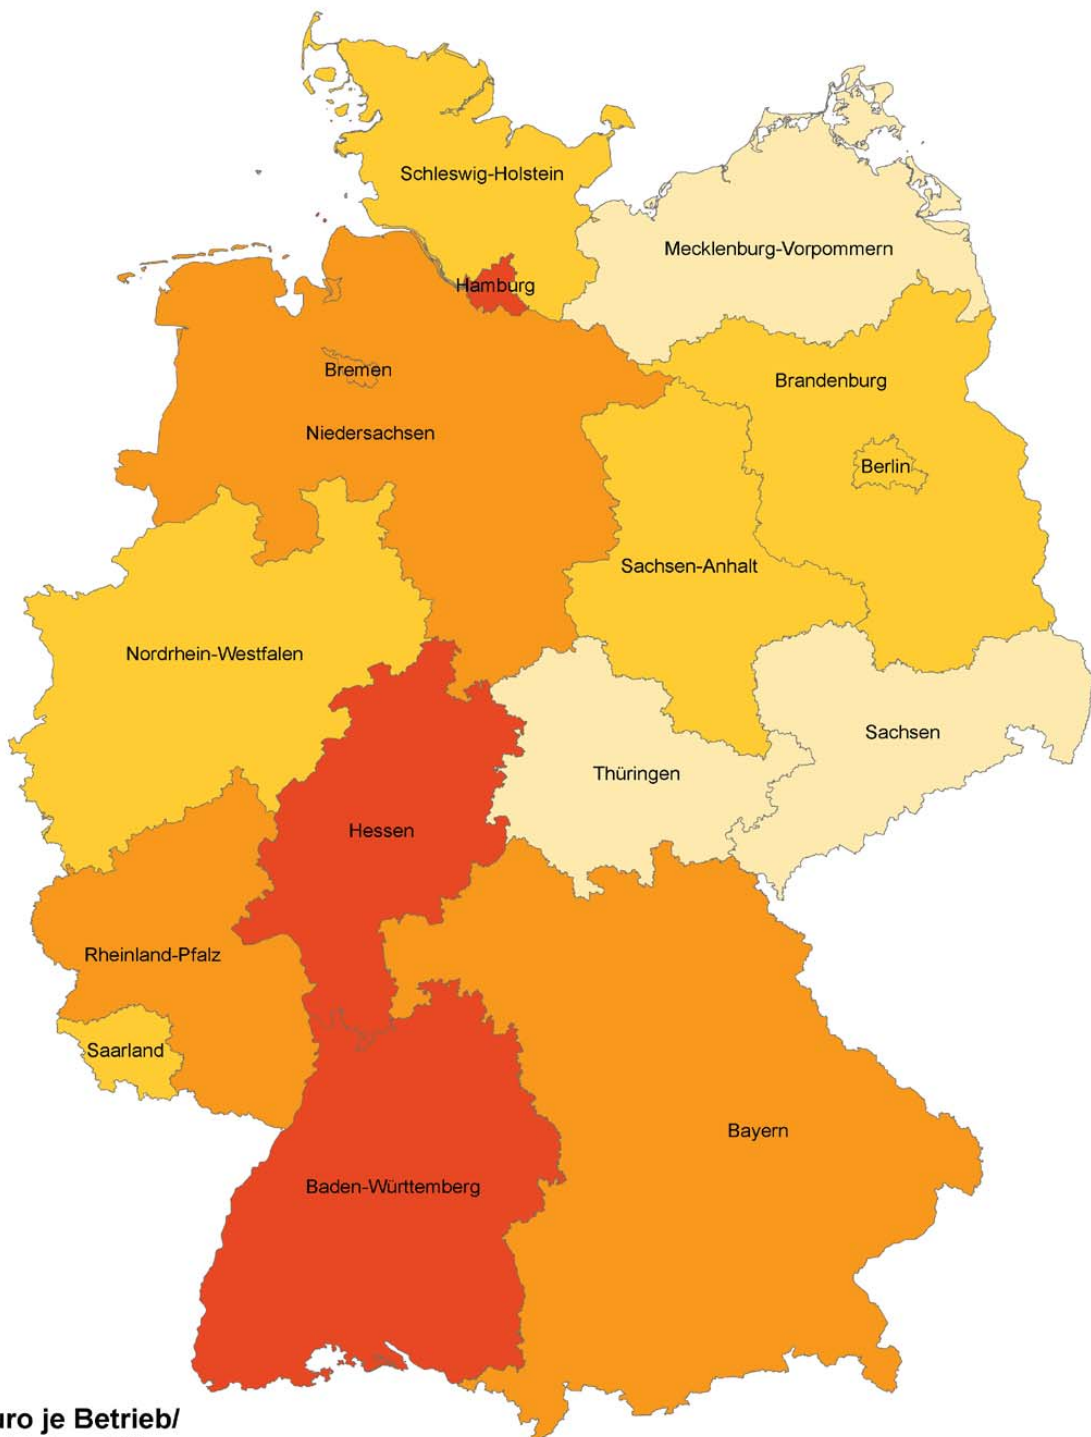 Schleswig-Holstein
Mecklenburg-Vorpommern
Hamburg
Bremen
Brandenburg
Niedersachsen
Berlin
Sachsen-Anhalt
Nordrhein-Westfalen
Sachsen
Thüringen
Hessen
Rheinland-Pfalz
Saarland
Bayern
Baden-Württemberg
uro je Betrieb/